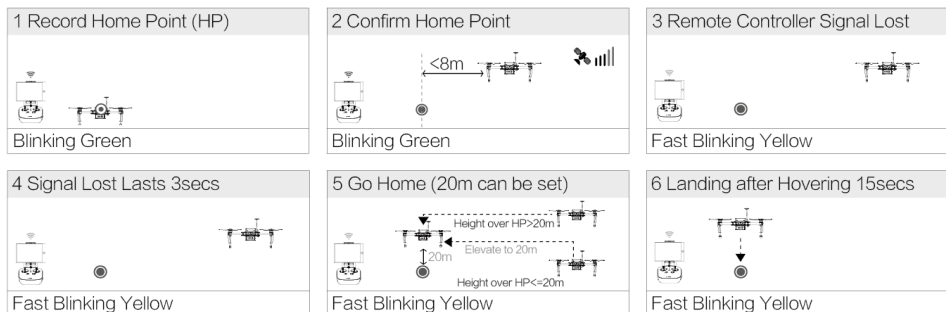 1 Record Home Point (HP)
Blinking Green
2 Confirm Home Point
<8m
Blinking Green
3 Remote Controller Signal Lost
Fast Blinking Yellow
4 Signal Lost Lasts 3secs
Fast Blinking Yellow
5 Go Home (20m can be set)
Height over HP>20m
Elevate to 20m
20m
Height over HP<=20m
Fast Blinking Yellow
6 Landing after Hovering 15secs
Fast Blinking Yellow